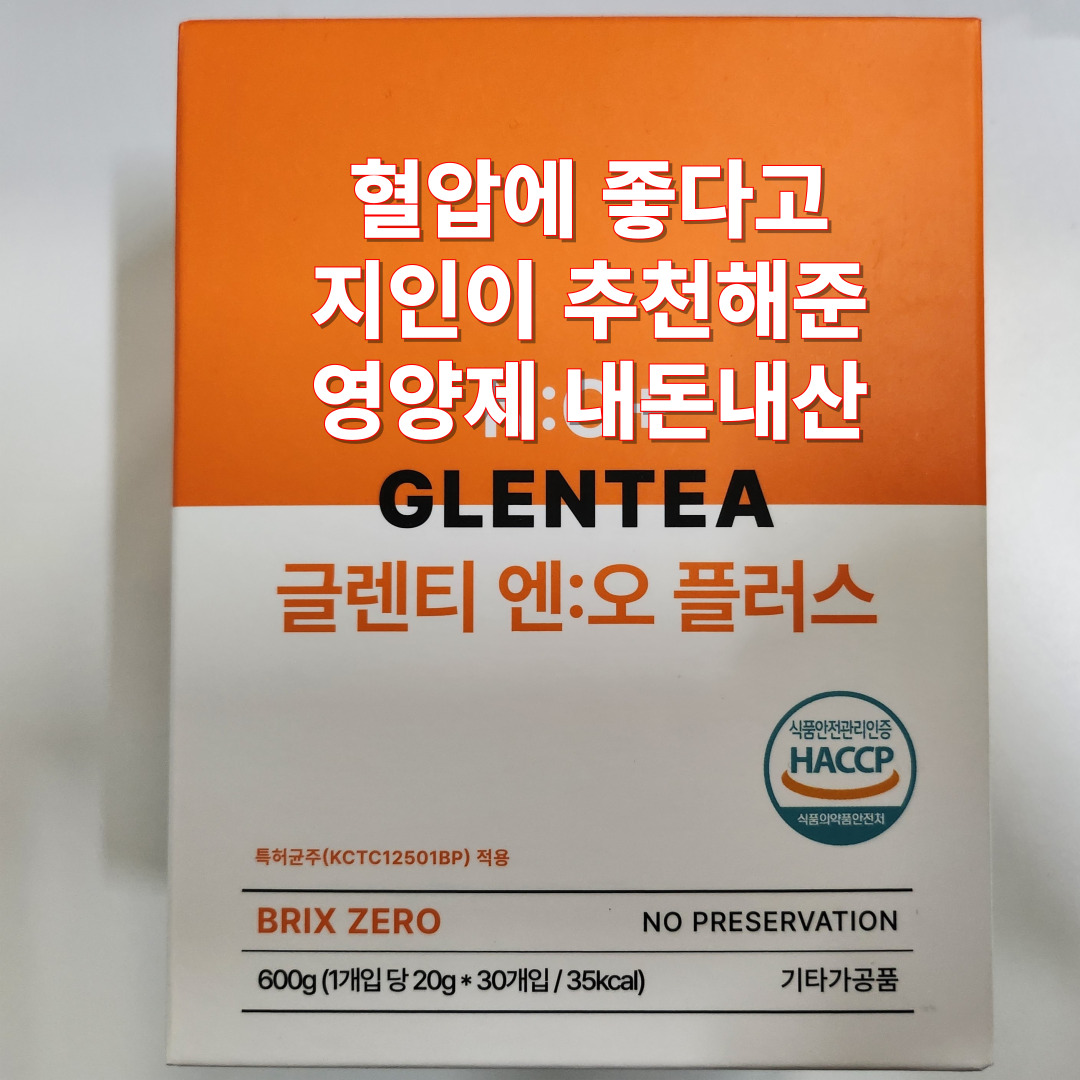 혈압에 좋다고
지인이 추천해준
영양제 내돈내산
GLENTEA
글렌티 엔:오 플러스
식품안전관리인증
HACCP
식품의약품안전처
특허균주(KCTC12501BP) 적용
BRIX ZERO
NO PRESERVATION
600g (1개입 당 20g * 30개입 / 35kcal)
기타가공품